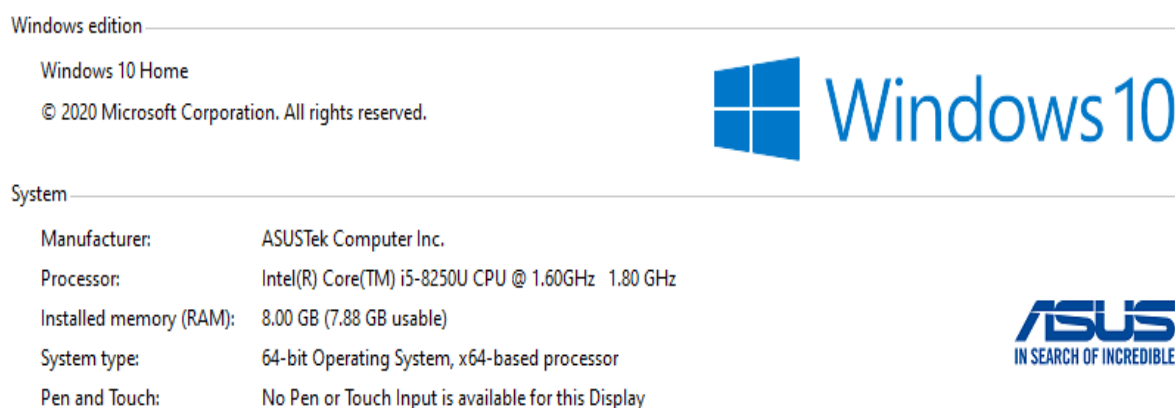 Windows edition
Windows 10 Home
© 2020 Microsoft Corporation. All rights reserved.
Windows 10
System
Manufacturer: ASUSTek Computer Inc.
Processor: Intel(R) Core(TM) i5-8250U CPU @ 1.60GHz 1.80 GHz
Installed memory (RAM): 8.00 GB (7.88 GB usable)
System type: 64-bit Operating System, x64-based processor
Pen and Touch: No Pen or Touch Input is available for this Display
ASUS
IN SEARCH OF INCREDIBLE